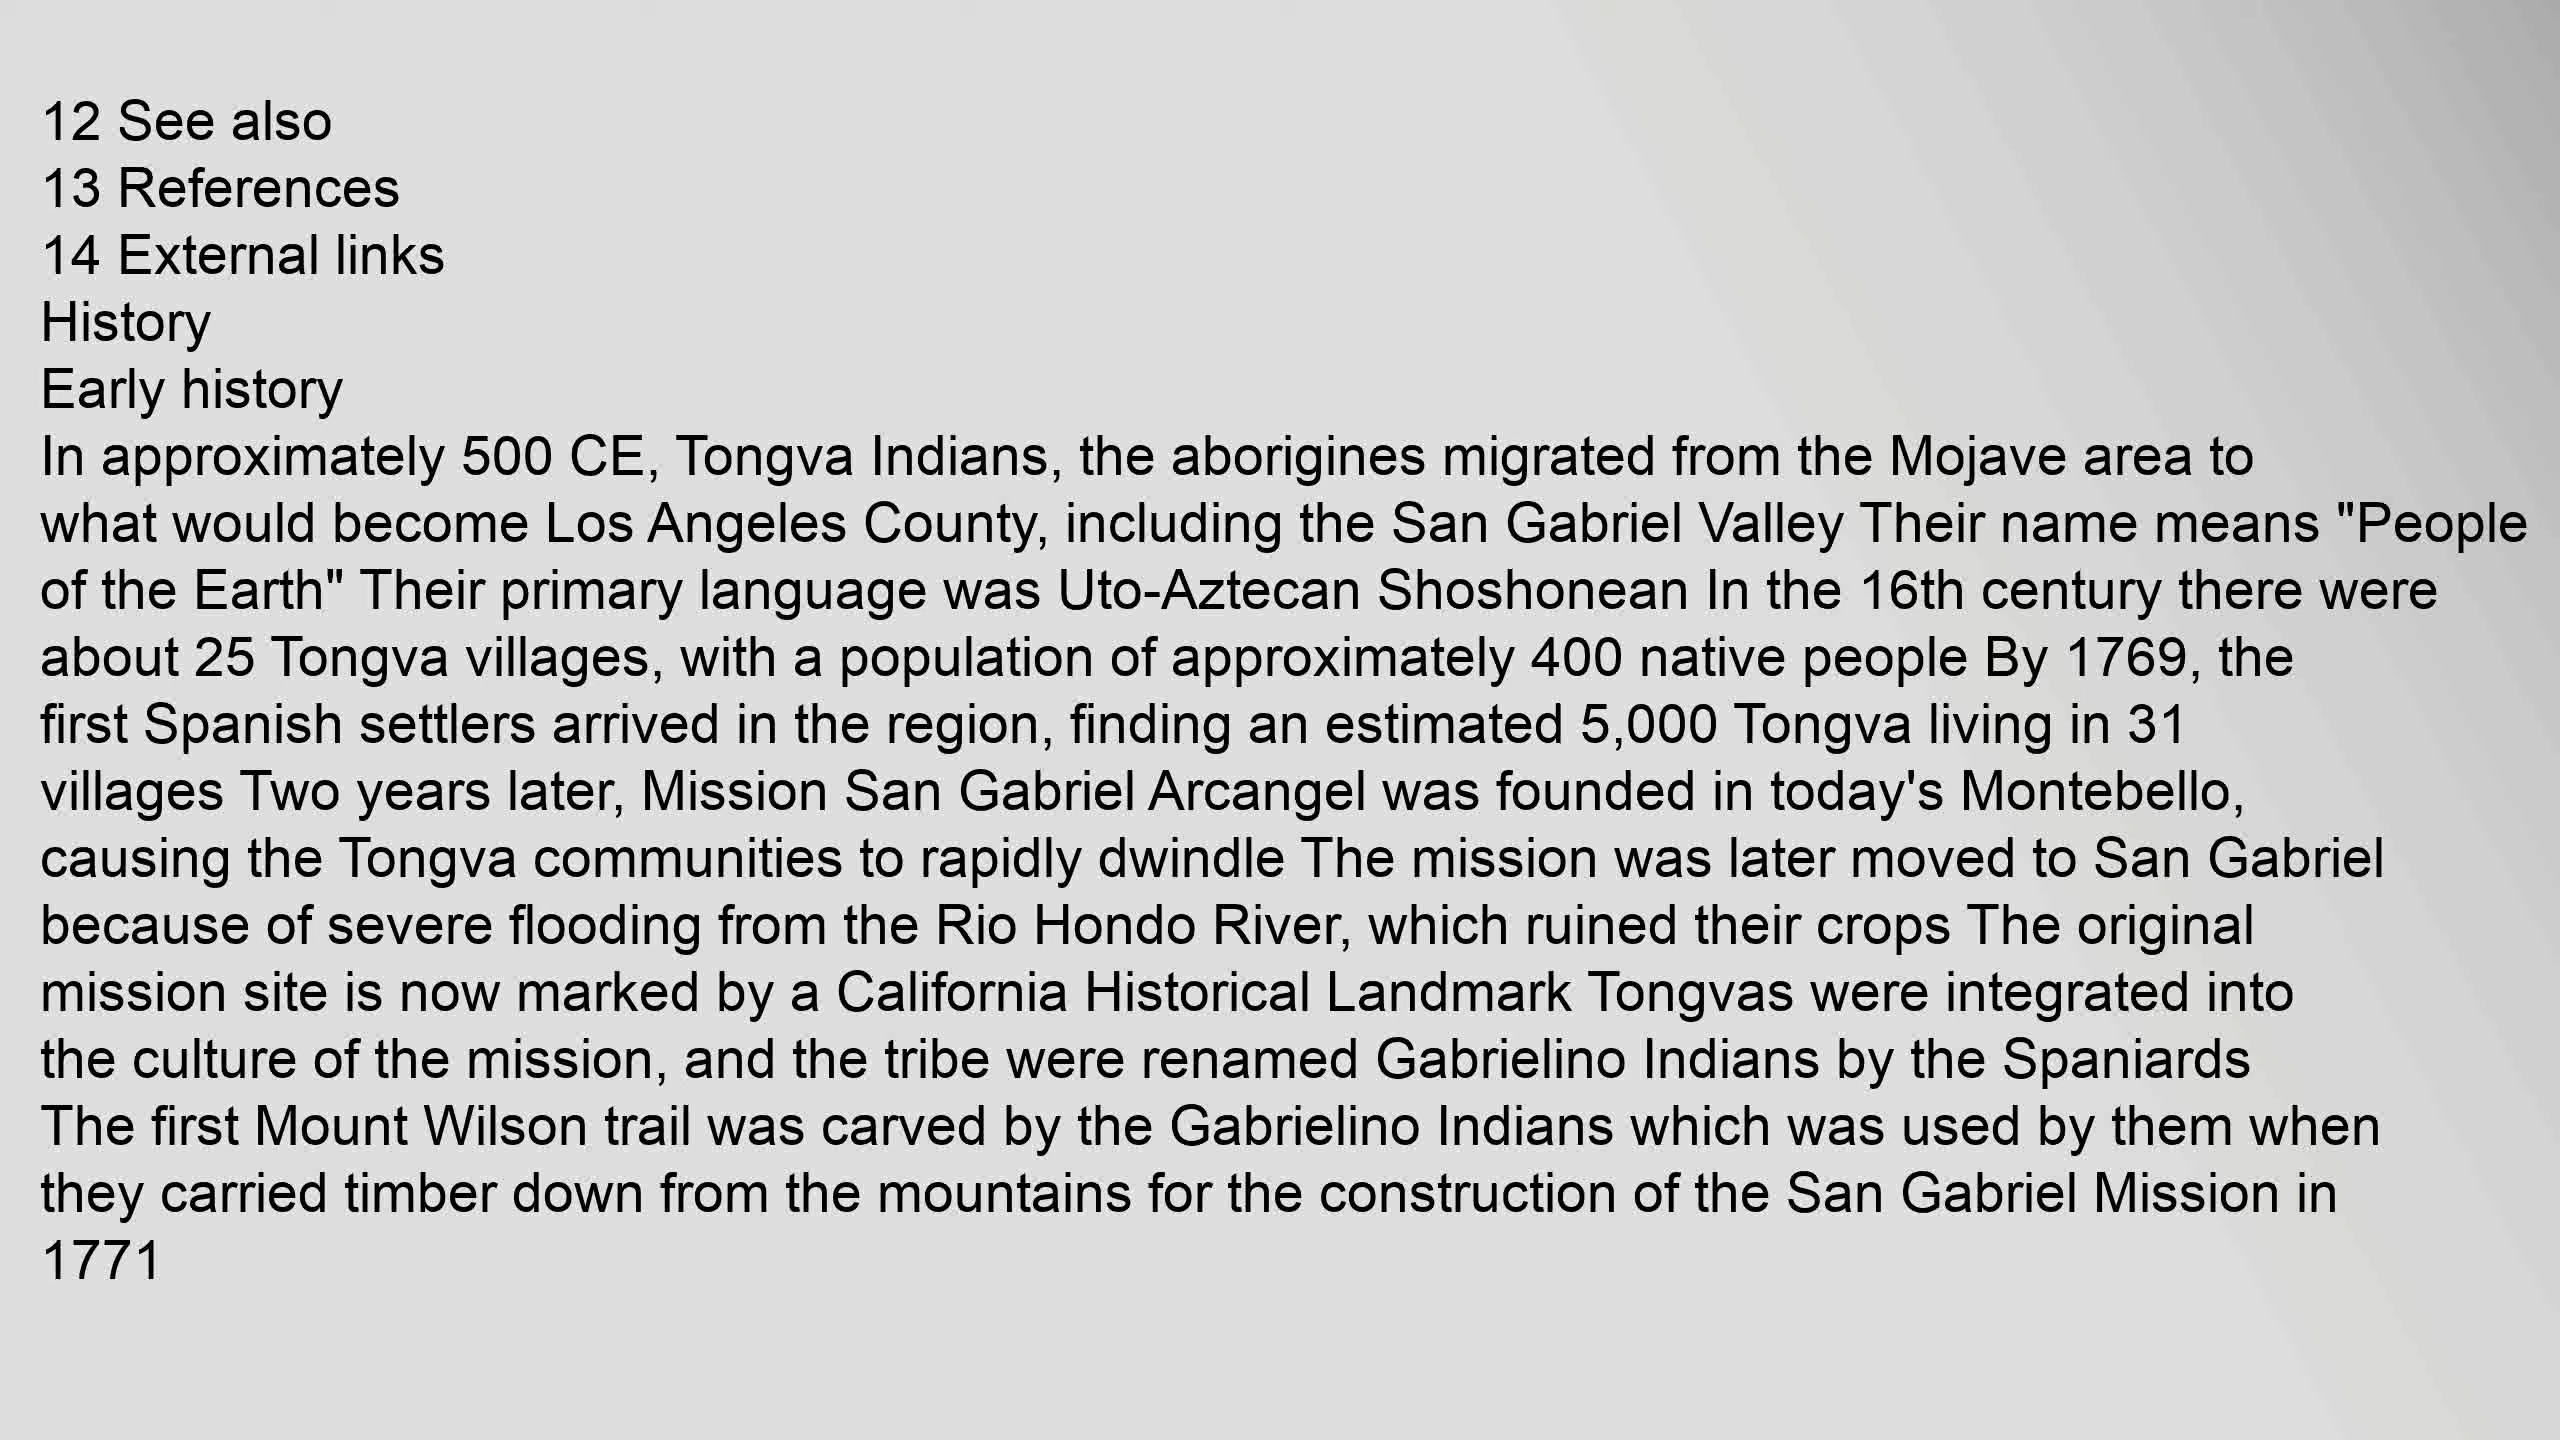 12 See also
13 References
14 External links
History
Early history
In approximately 500 CE, Tongva Indians, the aborigines migrated from the Mojave area to
what would become Los Angeles County, including the San Gabriel Valley Their name means "People
of the Earth" Their primary language was Uto-Aztecan Shoshonean In the 16th century there were
about 25 Tongva villages, with a population of approximately 400 native people By 1769, the
first Spanish settlers arrived in the region, finding an estimated 5,000 Tongva living in 31
villages Two years later, Mission San Gabriel Arcangel was founded in today's Montebello,
causing the Tongva communities to rapidly dwindle The mission was later moved to San Gabriel
because of severe flooding from the Rio Hondo River, which ruined their crops The original
mission site is now marked by a California Historical Landmark Tongvas were integrated into
the culture of the mission, and the tribe were renamed Gabrielino Indians by the Spaniards
The first Mount Wilson trail was carved by the Gabrielino Indians which was used by them when
they carried timber down from the mountains for the construction of the San Gabriel Mission in
1771